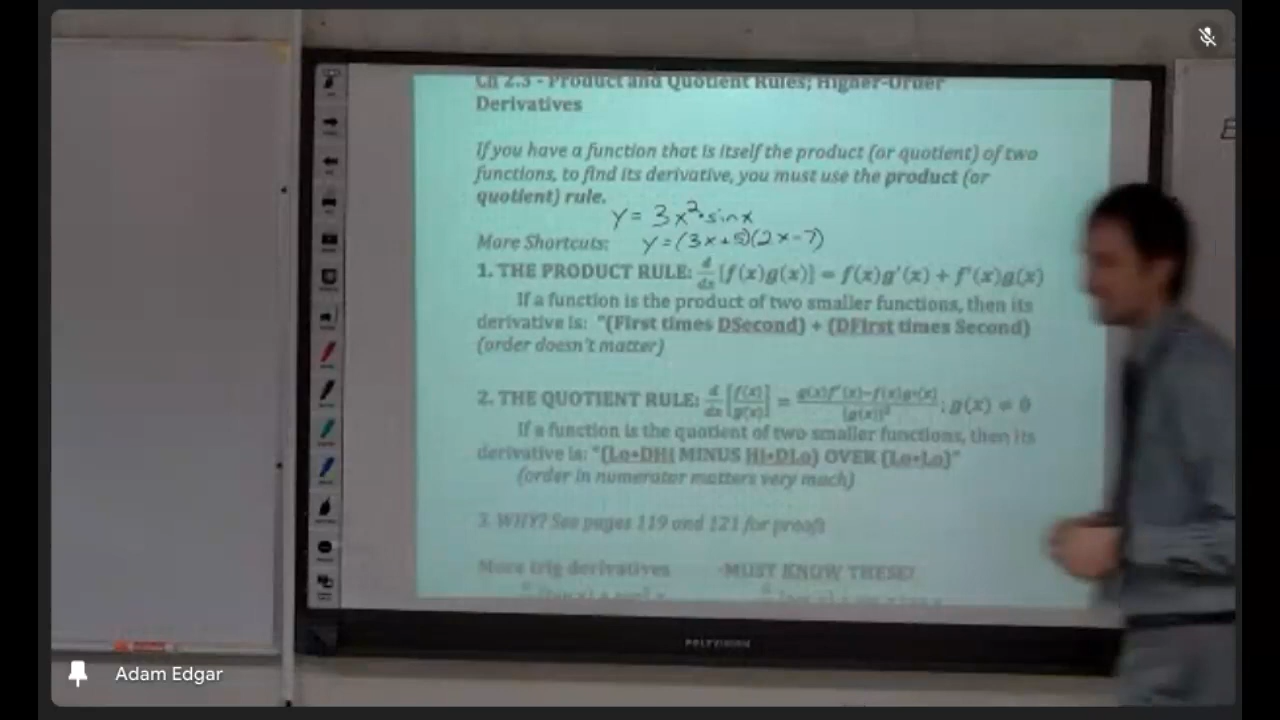 Ch 2.3 - Product and Quotient Rules; Higher-Order
Derivatives
If you have a function that is itself the product (or quotient) of two
functions, to find its derivative, you must use the product (or
quotient) rule.
y = 3x²·sinx
More Shortcuts: y=(3x+5)(2x-7)
1. THE PRODUCT RULE: d/dx [f(x)g(x)] = f(x)g'(x) + f'(x)g(x)
If a function is the product of two smaller functions, then its
derivative is: "(First times DSecond) + (DFirst times Second)
(order doesn't matter)
2. THE QUOTIENT RULE: d/dx [f(x)/g(x)] = g(x)f'(x)-f(x)g'(x)/(g(x))² ; g(x) ≠ 0
If a function is the quotient of two smaller functions, then its
derivative is: "(Lo•DHi MINUS Hi•DLo) OVER (Lo•Lo)"
(order in numerator matters very much)
3. WHY? See pages 119 and 121 for proofs
More trig derivatives -MUST KNOW THESE!
POLYVISION
Adam Edgar